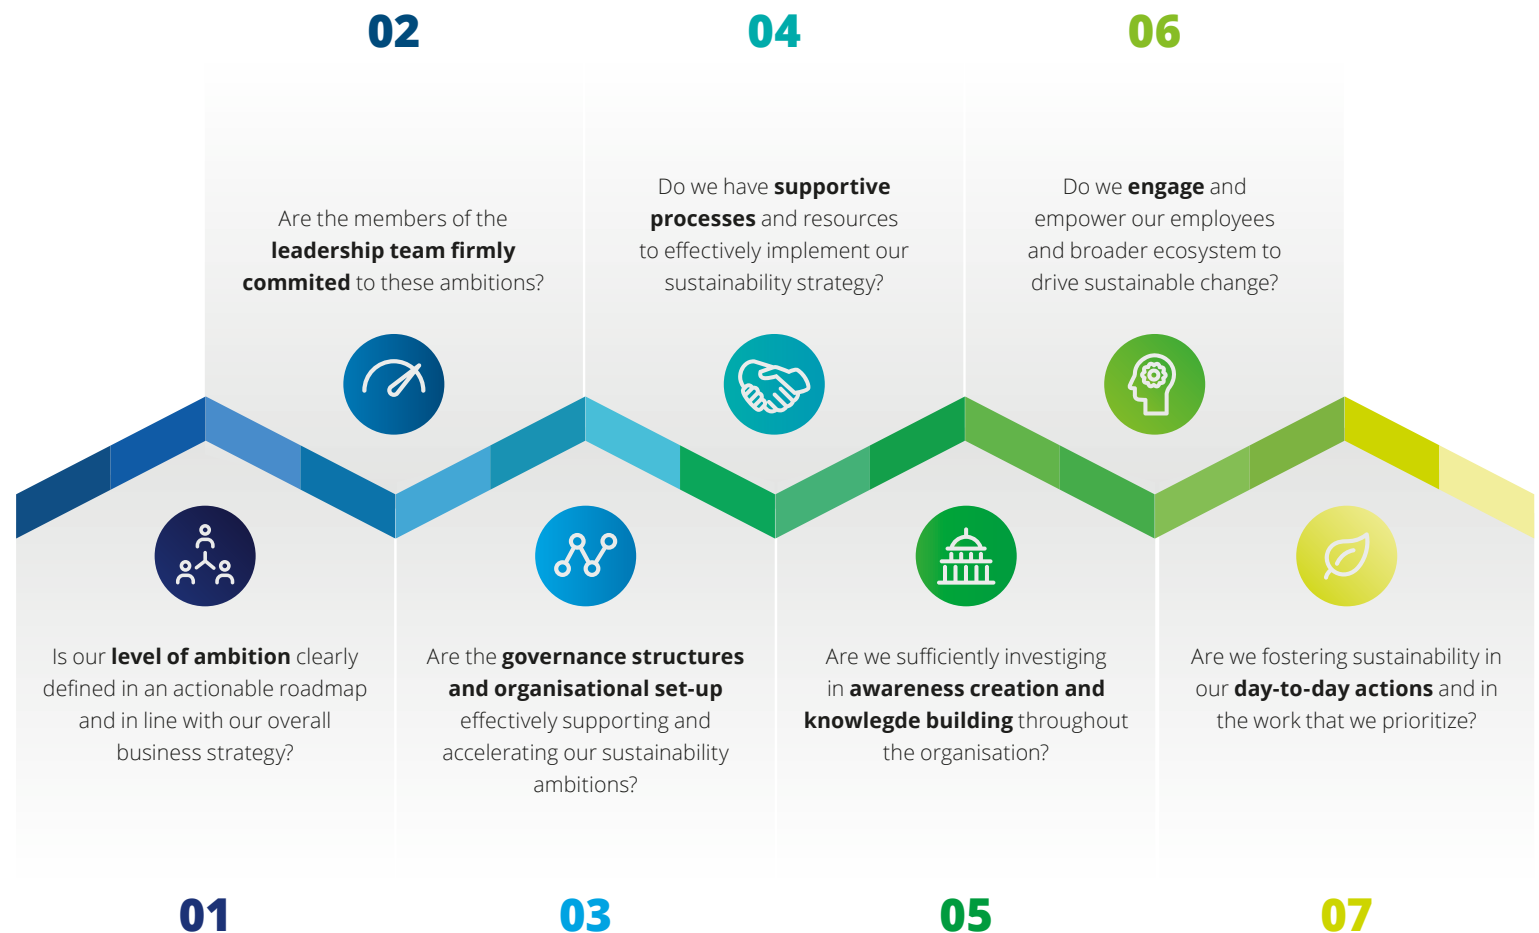 02
04
06
Are the members of the
leadership team firmly
commited to these ambitions?
Do we have supportive
processes and resources
to effectively implement our
sustainability strategy?
Do we engage and
empower our employees
and broader ecosystem to
drive sustainable change?
Is our level of ambition clearly
defined in an actionable roadmap
and in line with our overall
business strategy?
Are the governance structures
and organisational set-up
effectively supporting and
accelerating our sustainability
ambitions?
Are we sufficiently investiging
in awareness creation and
knowlegde building throughout
the organisation?
Are we fostering sustainability in
our day-to-day actions and in
the work that we prioritize?
01
03
05
07